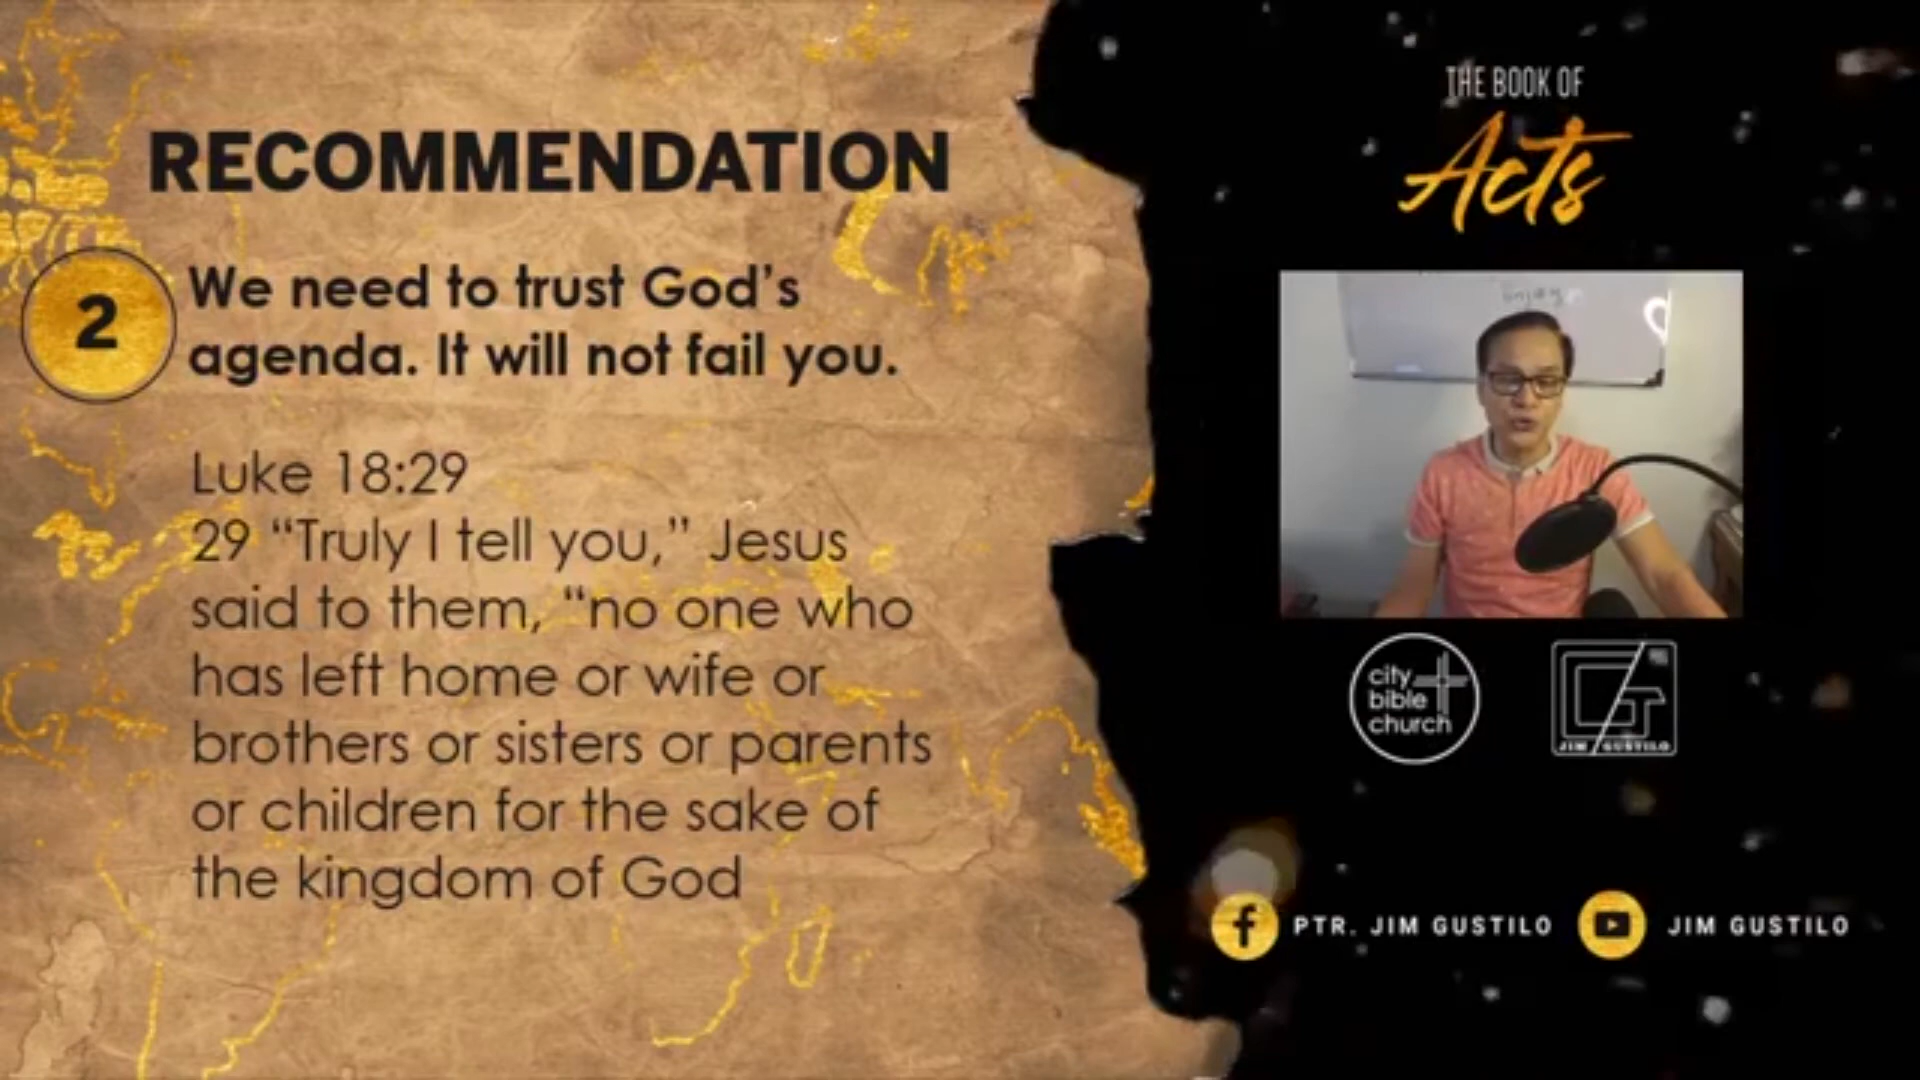 RECOMMENDATION
2
We need to trust God's
agenda. It will not fail you.
Luke 18:29
29 “Truly I tell you,” Jesus
said to them, “no one who
has left home or wife or
brothers or sisters or parents
or children for the sake of
the kingdom of God
THE BOOK OF
Acts
city
bible
church
JIM GUSTILO
PTR. JIM GUSTILO
JIM GUSTILO